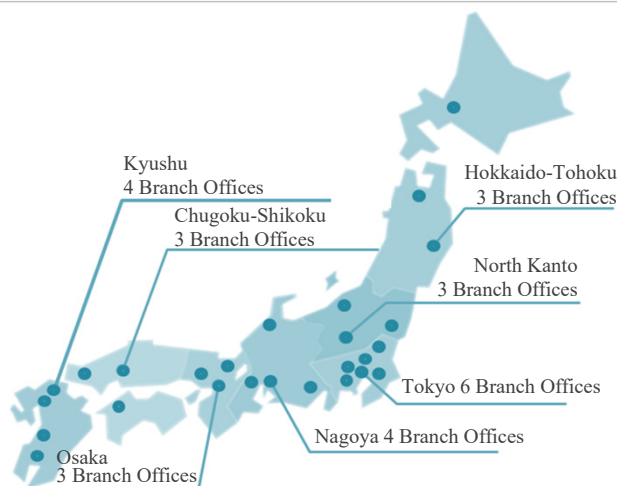 Kyushu
4 Branch Offices
Chugoku-Shikoku
3 Branch Offices
Hokkaido-Tohoku
3 Branch Offices
North Kanto
3 Branch Offices
Tokyo 6 Branch Offices
Nagoya 4 Branch Offices
Osaka
3 Branch Offices